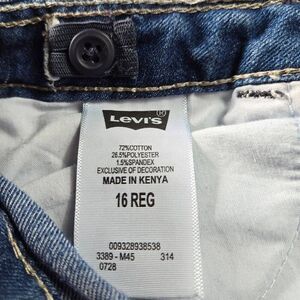 Levi's ®
72%COTTON
26.5%POLYESTER
1.5%SPANDEX
EXCLUSIVE OF DECORATION
MADE IN KENYA
16 REG
009328938538
3389 - M45 314
0728